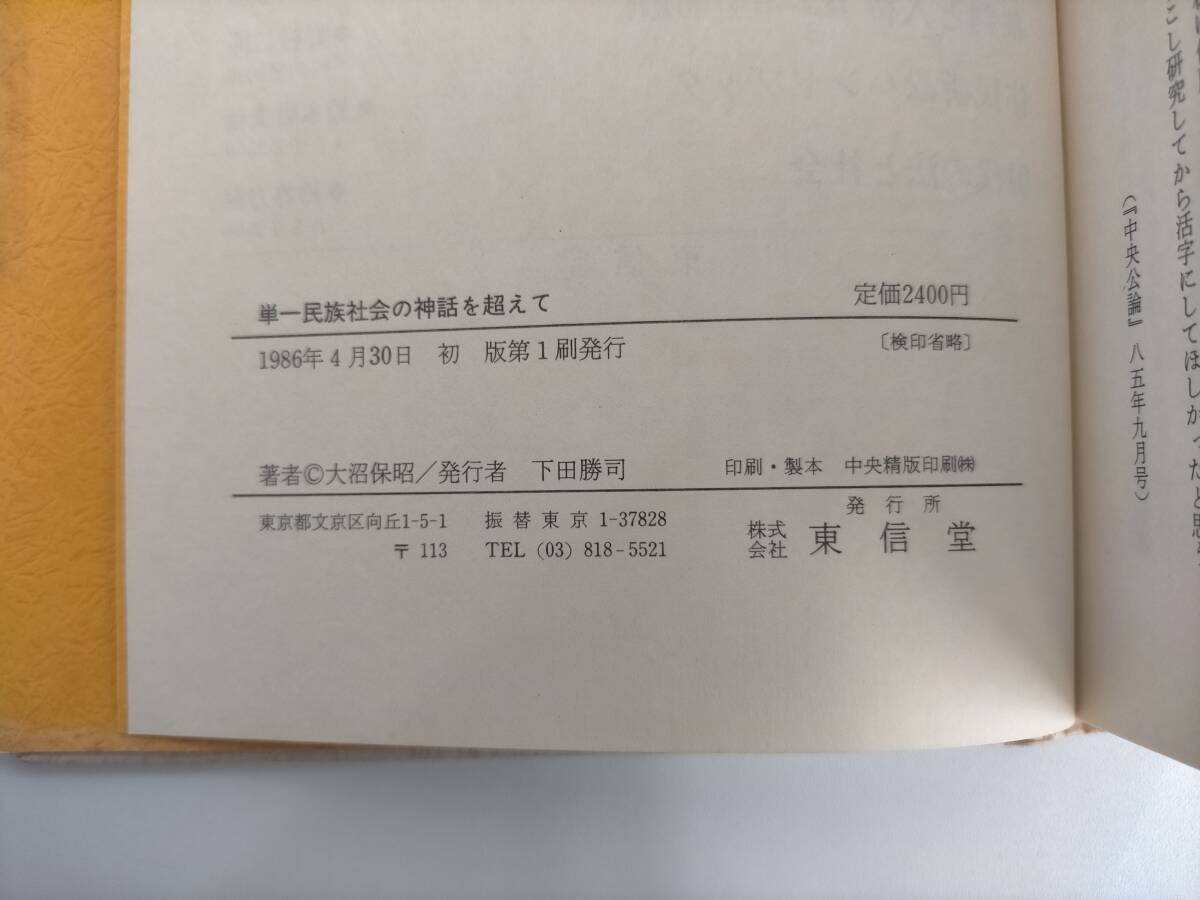 単一民族社会の神話を超えて　定価2400円
1986年4月30日　初　版第1刷発行　〔検印省略〕
著者©大沼保昭／発行者　下田勝司　印刷・製本　中央精版印刷㈱
東京都文京区向丘1-5-1　振替東京1-37828　発行所
〒113　TEL (03) 818-5521　株式会社　東信堂
こし研究してから活字にしてほしかったと思
（『中央公論』八五年九月号）